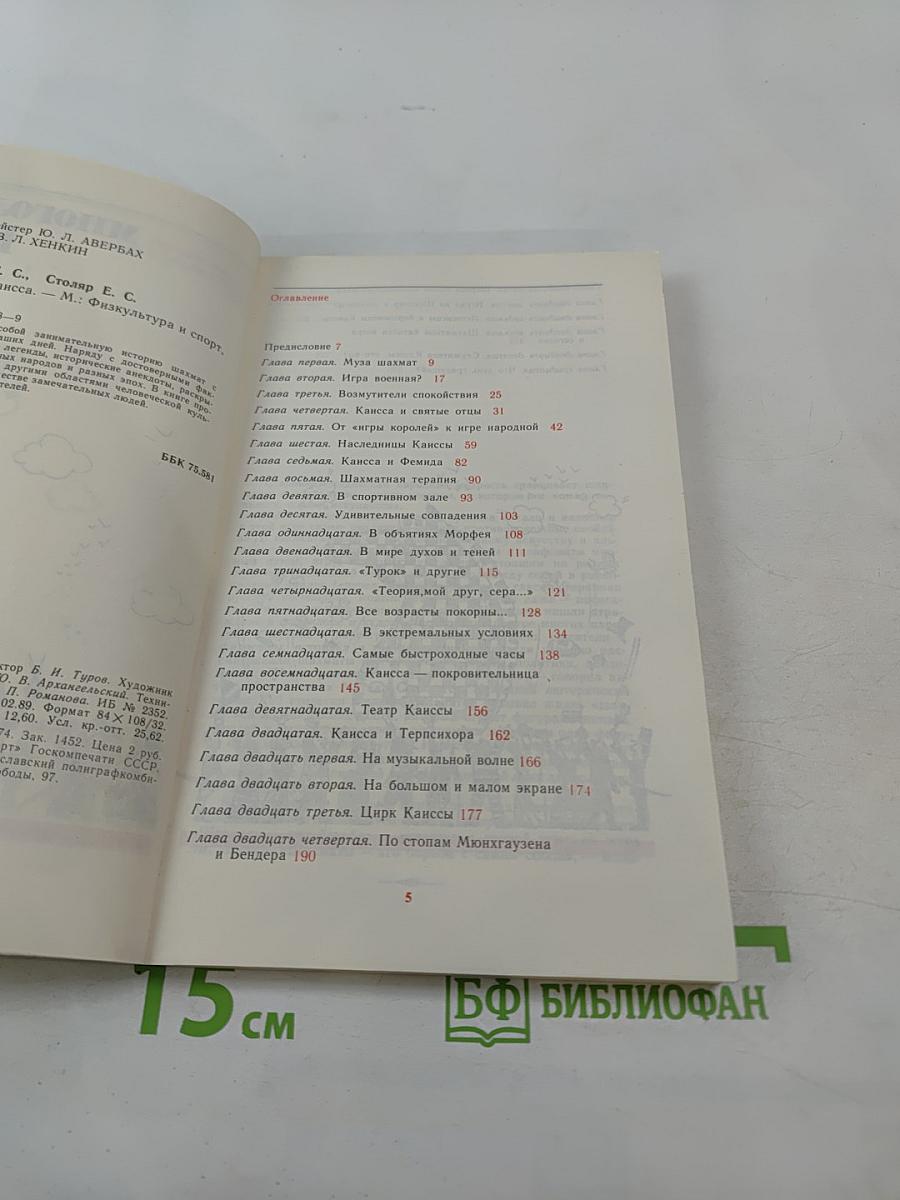 МНОГО
Ю. Л. АВЕРБАХ
В. Л. ХЕНКИН
С., Столяр Е. С.
— М.: Физкультура и спорт,
3—9
собой занимательную историю шахмат с
наших дней. Наряду с достоверными фак-
легенды, исторические анекдоты, раскры-
народов и разных эпох. В книге про-
другими областями человеческой куль-
замечательных людей.
ББК 75.581
Б. И. Туров. Художник
Ю. В. Архангельский. Техни-
П. Романова. ИБ № 2352.
02.89. Формат 84×108/32.
12,60. Усл. кр.-отт. 25,62.
74. Зак. 1452. Цена 2 руб.
Госкомпечати СССР.
полиграфкомби-
97.
Оглавление
Предисловие 7
Глава первая. Муза шахмат 9
Глава вторая. Игра военная? 17
Глава третья. Возмутители спокойствия 25
Глава четвертая. Каисса и святые отцы 31
Глава пятая. От «игры королей» к игре народной 42
Глава шестая. Наследницы Каиссы 59
Глава седьмая. Каисса и Фемида 82
Глава восьмая. Шахматная терапия 90
Глава девятая. В спортивном зале 93
Глава десятая. Удивительные совпадения 103
Глава одиннадцатая. В объятиях Морфея 108
Глава двенадцатая. В мире духов и теней 111
Глава тринадцатая. «Турок» и другие 115
Глава четырнадцатая. «Теория,мой друг, сера...» 121
Глава пятнадцатая. Все возрасты покорны... 128
Глава шестнадцатая. В экстремальных условиях 134
Глава семнадцатая. Самые быстроходные часы 138
Глава восемнадцатая. Каисса — покровительница
пространства 145
Глава девятнадцатая. Театр Каиссы 156
Глава двадцатая. Каисса и Терпсихора 162
Глава двадцать первая. На музыкальной волне 166
Глава двадцать вторая. На большом и малом экране 174
Глава двадцать третья. Цирк Каиссы 177
Глава двадцать четвертая. По стопам Мюнхгаузена
и Бендера 190
5
15 см
БФ БИБЛИОФАН